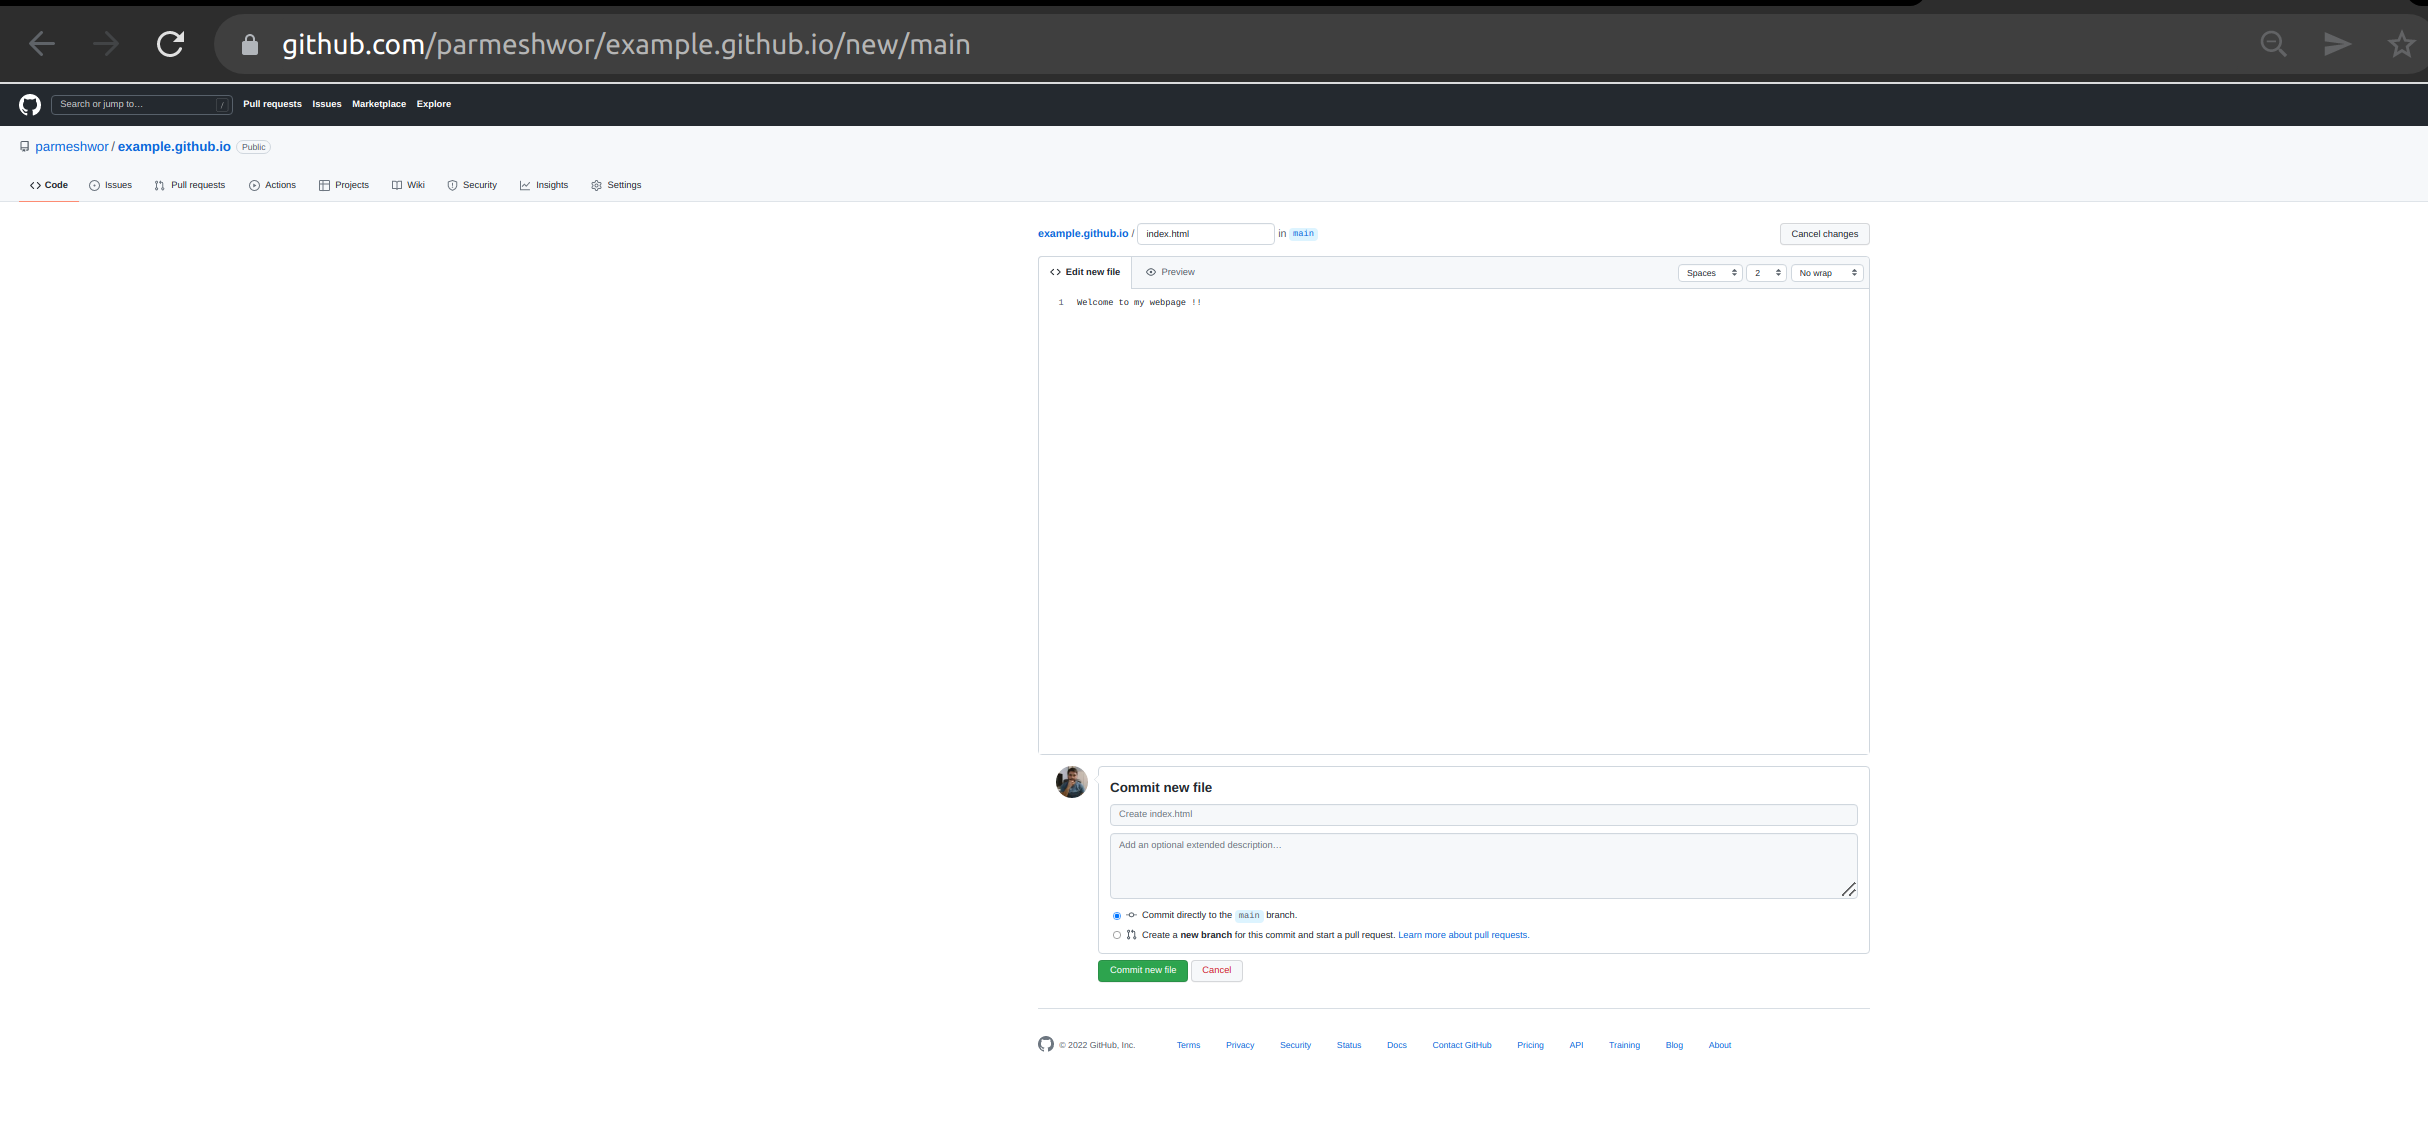 github.com/parmeshwor/example.github.io/new/main
Search or jump to… / Pull requests Issues Marketplace Explore
parmeshwor / example.github.io Public
Code Issues Pull requests Actions Projects Wiki Security Insights Settings
example.github.io / index.html in main Cancel changes
Edit new file Preview Spaces 2 No wrap
1 Welcome to my webpage !!
Commit new file
Create index.html
Add an optional extended description…
Commit directly to the main branch.
Create a new branch for this commit and start a pull request. Learn more about pull requests.
Commit new file Cancel
© 2022 GitHub, Inc. Terms Privacy Security Status Docs Contact GitHub Pricing API Training Blog About